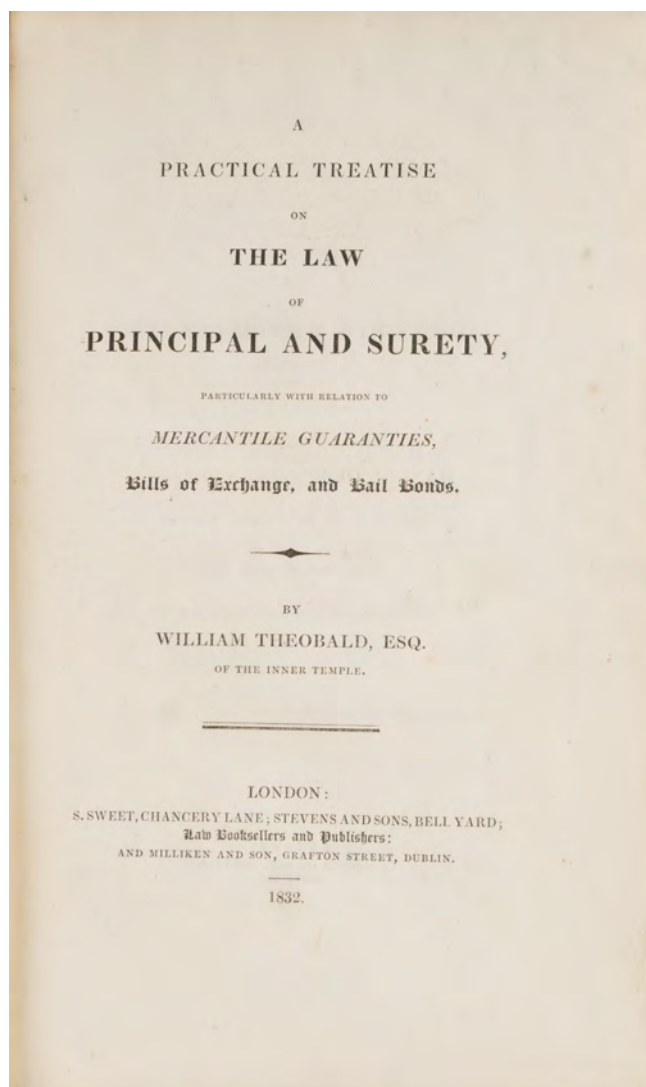 A
PRACTICAL TREATISE
ON
THE LAW
OF
PRINCIPAL AND SURETY,
PARTICULARLY WITH RELATION TO
MERCANTILE GUARANTIES,
Bills of Exchange, and Bail Bonds.
BY
WILLIAM THEOBALD, ESQ.
OF THE INNER TEMPLE.
LONDON:
S. SWEET, CHANCERY LANE; STEVENS AND SONS, BELL YARD;
Law Booksellers and Publishers:
AND MILLIKEN AND SON, GRAFTON STREET, DUBLIN.
1832.